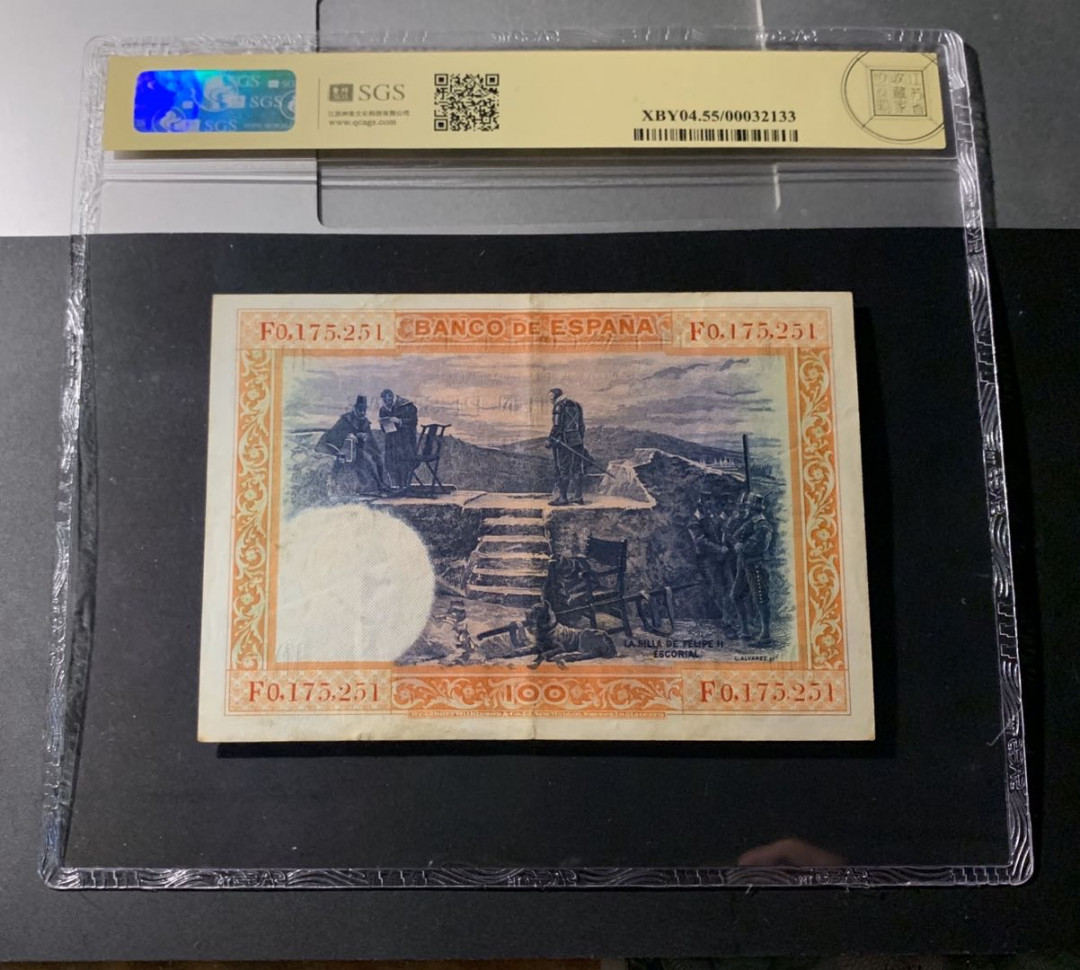 SGS
www.qcsgs.com
XBY04.55/00032133
F0,175,251 BANCO DE ESPAÑA F0,175,251
LA SILLA DE FELIPE II
ESCORIAL
L. ALVAREZ
F0,175,251 100 F0,175,251